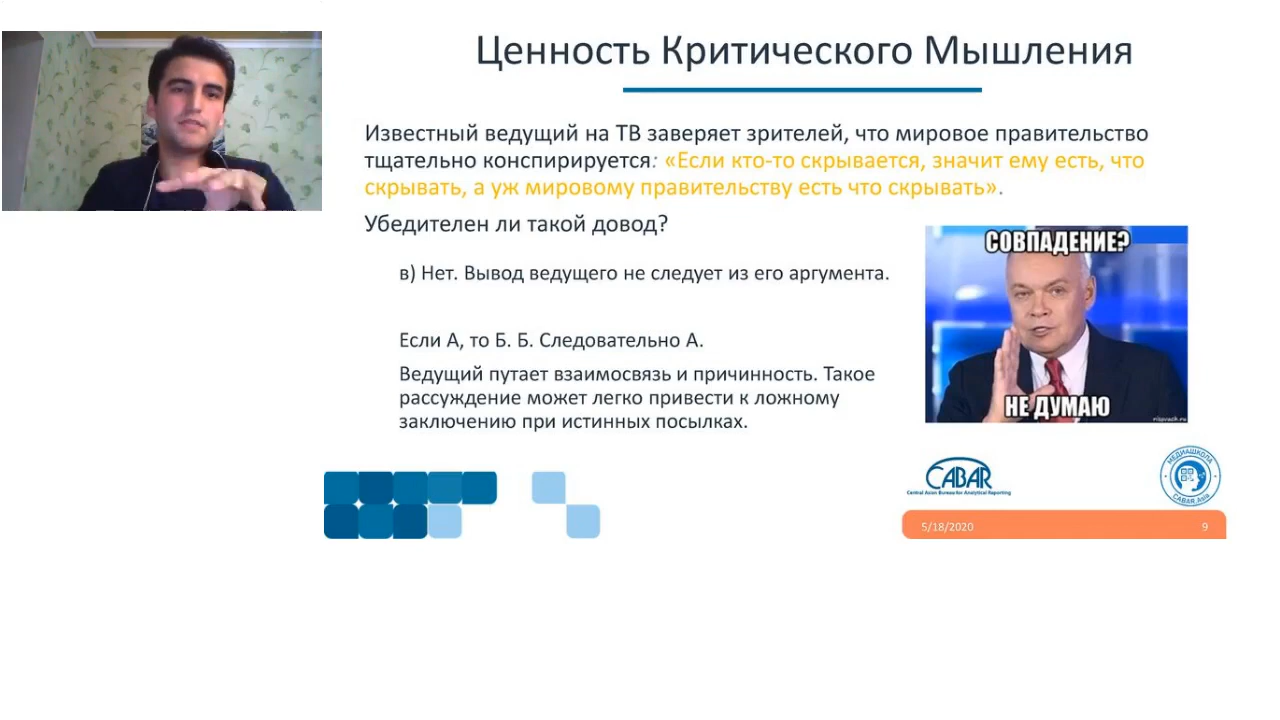 Ценность Критического Мышления
Известный ведущий на ТВ заверяет зрителей, что мировое правительство
тщательно конспирируется: «Если кто-то скрывается, значит ему есть, что
скрывать, а уж мировому правительству есть что скрывать».
Убедителен ли такой довод?
в) Нет. Вывод ведущего не следует из его аргумента.
Если А, то Б. Б. Следовательно А.
Ведущий путает взаимосвязь и причинность. Такое
рассуждение может легко привести к ложному
заключению при истинных посылках.
СОВПАДЕНИЕ?
НЕ ДУМАЮ
risovach.ru
CABAR
Central Asian Bureau for Analytical Reporting
МЕДИАШКОЛА
CABAR.Asia
5/18/2020
9